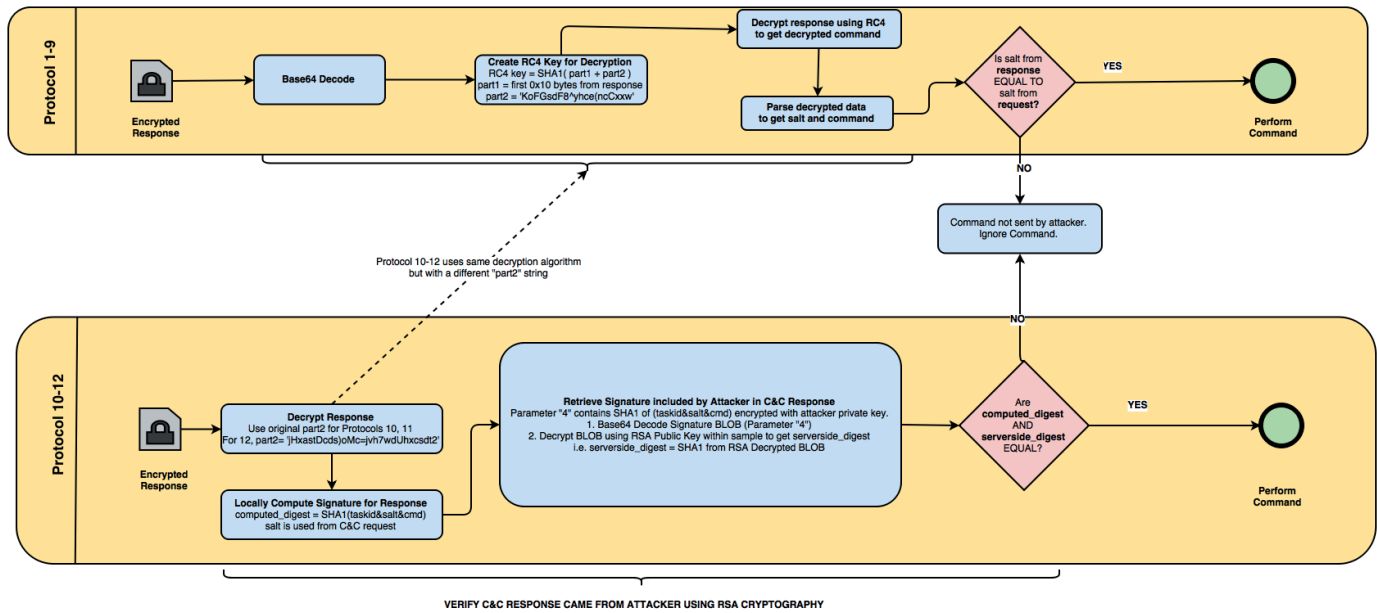 Protocol 1-9
Encrypted
Response
Base64 Decode
Create RC4 Key for Decryption
RC4 key = SHA1( part1 + part2 )
part1 = first 0x10 bytes from response
part2 = 'KoFGsdF8^yhce(ncCxxw'
Decrypt response using RC4
to get decrypted command
Parse decrypted data
to get salt and command
Is salt from
response
EQUAL TO
salt from
request?
YES
Perform
Command
NO
Command not sent by attacker.
Ignore Command.
Protocol 10-12 uses same decryption algorithm
but with a different "part2" string
NO
Protocol 10-12
Encrypted
Response
Decrypt Response
Use original part2 for Protocols 10, 11
For 12, part2= 'jHxastDcds)oMc=jvh7wdUhxcsdt2'
Locally Compute Signature for Response
computed_digest = SHA1(taskid&salt&cmd)
salt is used from C&C request
Retrieve Signature included by Attacker in C&C Response
Parameter "4" contains SHA1 of (taskid&salt&cmd) encrypted with attacker private key.
1. Base64 Decode Signature BLOB (Parameter "4")
2. Decrypt BLOB using RSA Public Key within sample to get serverside_digest
i.e. serverside_digest = SHA1 from RSA Decrypted BLOB
Are
computed_digest
AND
serverside_digest
EQUAL?
YES
Perform
Command
VERIFY C&C RESPONSE CAME FROM ATTACKER USING RSA CRYPTOGRAPHY